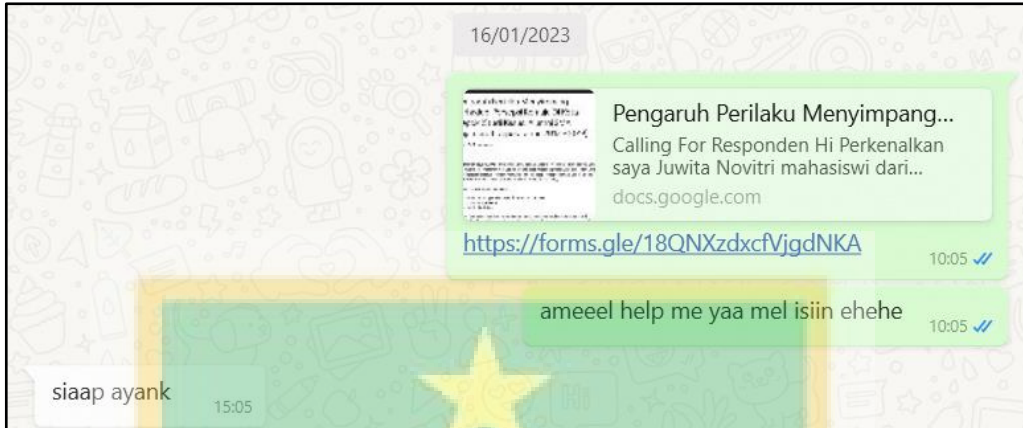 16/01/2023
Pengaruh Perilaku Menyimpang...
Calling For Responden Hi Perkenalkan
saya Juwita Novitri mahasiswi dari...
docs.google.com
https://forms.gle/18QNXzdxcfVjgdNKA
10:05
ameeel help me yaa mel isiin ehehe
10:05
siaap ayank
15:05